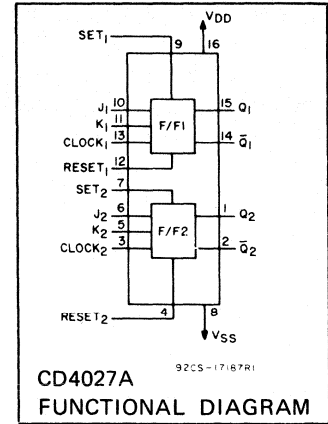 VDD
SET1
9 16
J1 10 15 Q1
K1 11 F/F1
CLOCK1 13 14 Q̅1
RESET1 12
SET2 7
J2 6 1 Q2
K2 5 F/F2
CLOCK2 3 2 Q̅2
RESET2 4 8
VSS
92CS-17187R1
CD4027A
FUNCTIONAL DIAGRAM